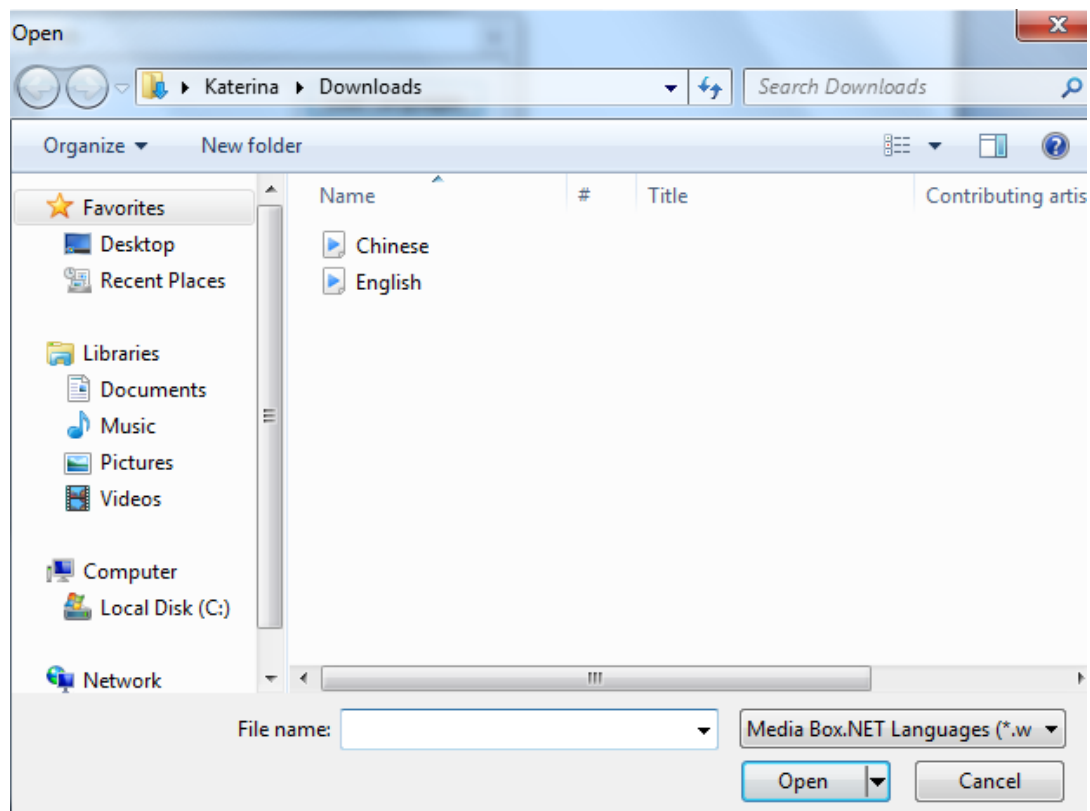 Open
Katerina Downloads
Search Downloads
Organize New folder
Name # Title Contributing artis
Favorites
Desktop
Recent Places
Libraries
Documents
Music
Pictures
Videos
Computer
Local Disk (C:)
Network
Chinese
English
File name:
Media Box.NET Languages (*.w
Open Cancel